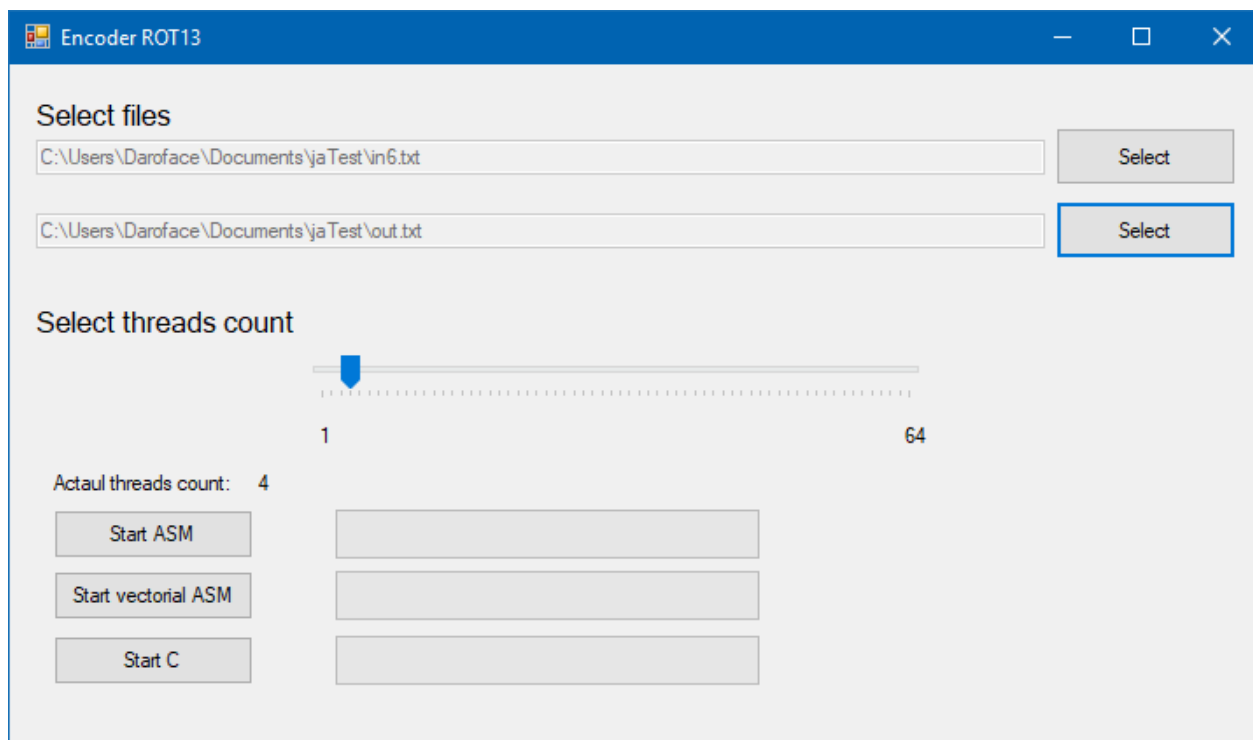 Encoder ROT13
Select files
C:\Users\Daroface\Documents\jaTest\in6.txt
Select
C:\Users\Daroface\Documents\jaTest\out.txt
Select
Select threads count
1 64
Actaul threads count: 4
Start ASM
Start vectorial ASM
Start C